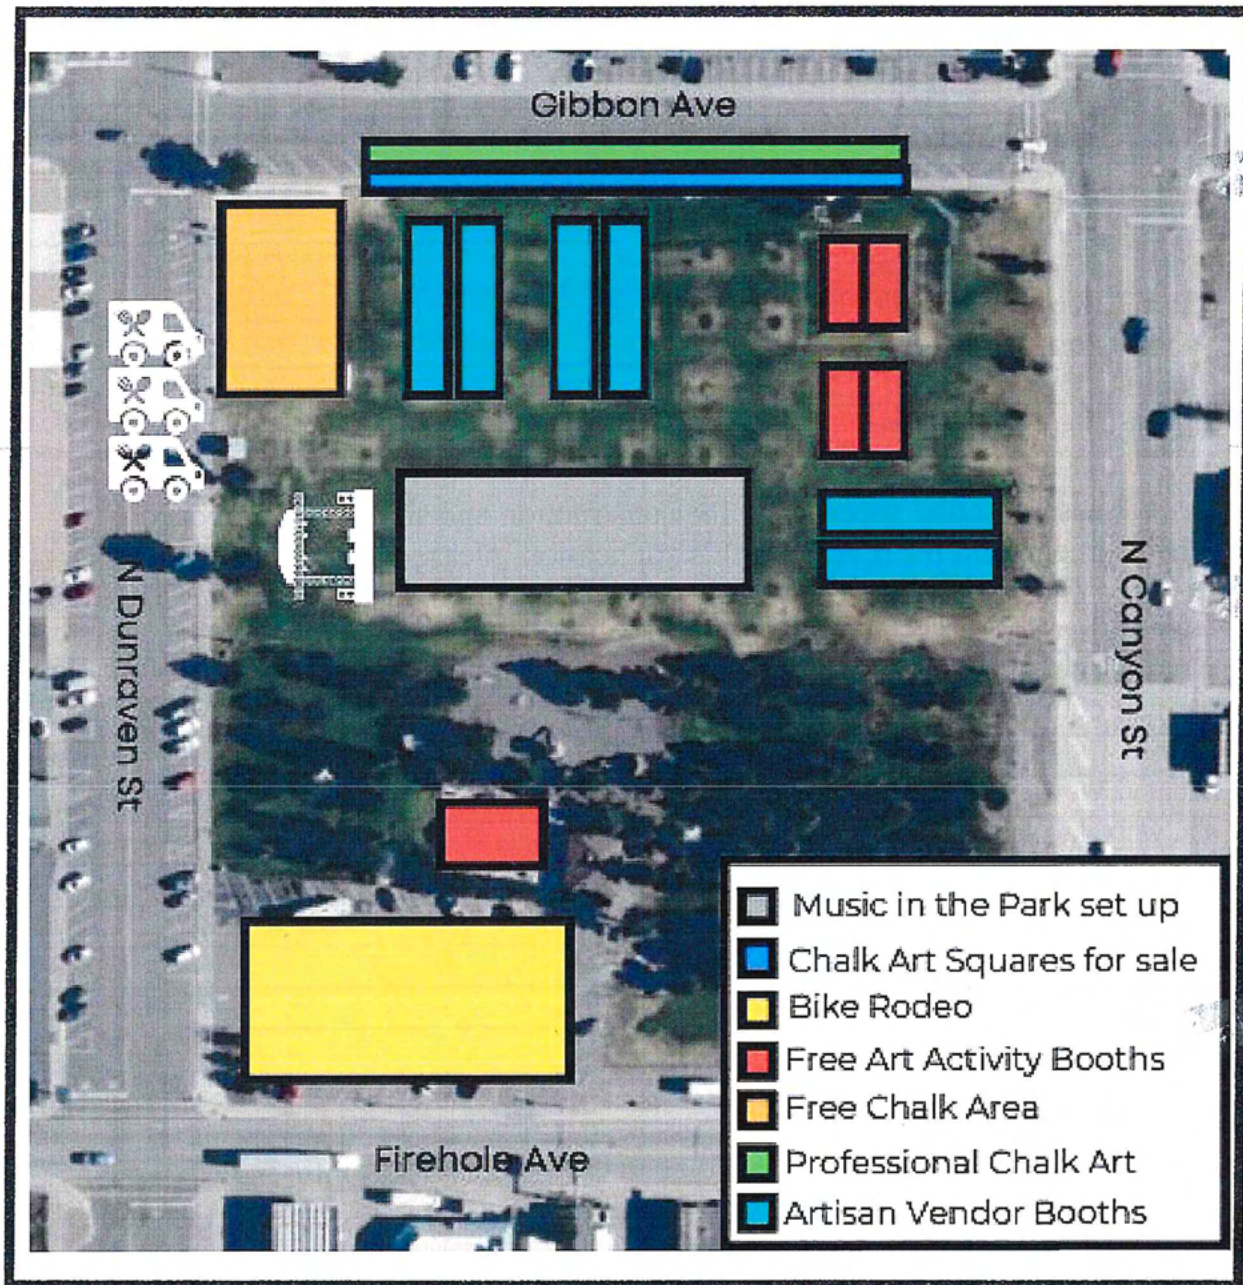 Gibbon Ave
N Dunraven St
N Canyon St
Firehole Ave
Music in the Park set up
Chalk Art Squares for sale
Bike Rodeo
Free Art Activity Booths
Free Chalk Area
Professional Chalk Art
Artisan Vendor Booths